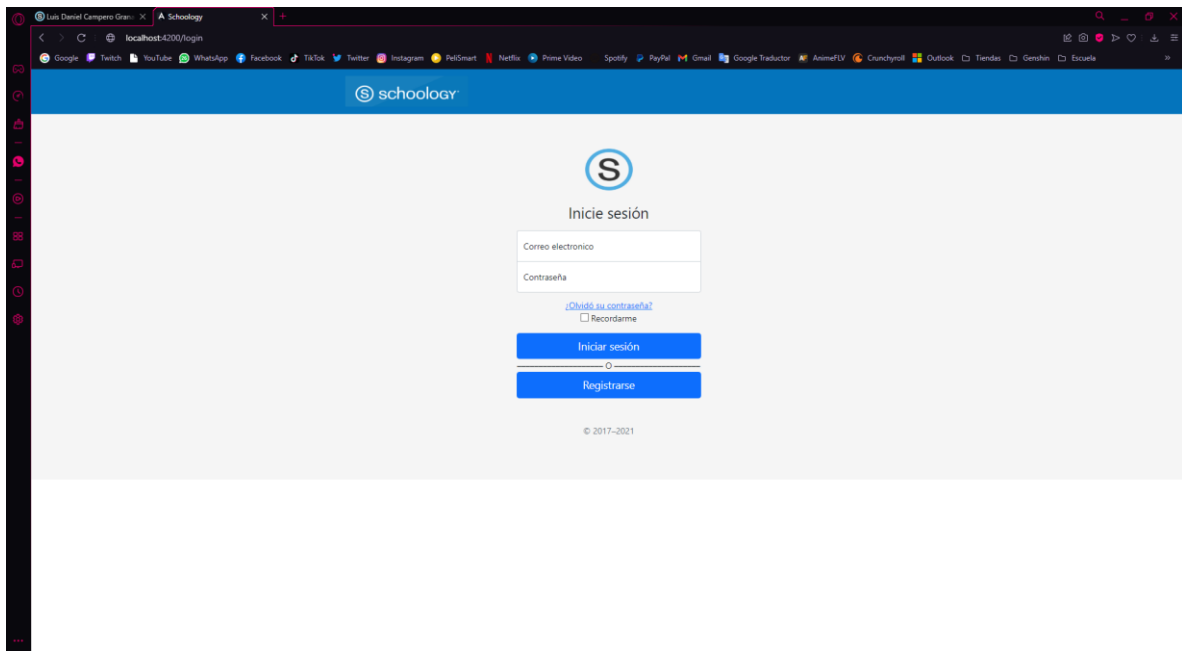 Luis Daniel Campero Gran
Schoology
localhost:4200/login
Google Twitch YouTube WhatsApp Facebook TikTok Twitter Instagram PeliSmart Netflix Prime Video Spotify PayPal Gmail Google Traductor AnimeFLV Crunchyroll Outlook Tiendas Genshin Escuela »
S schoology
S
Inicie sesión
Correo electronico
Contraseña
¿Olvidó su contraseña?
Recordarme
Iniciar sesión
O
Registrarse
© 2017–2021